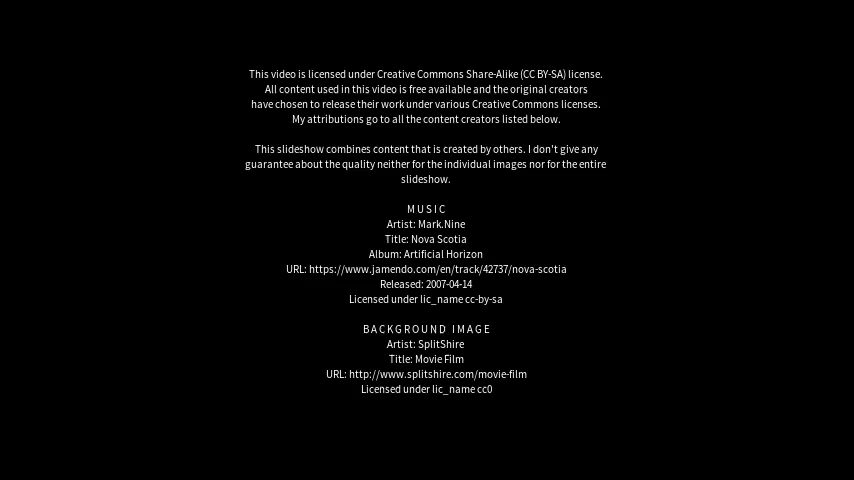 This video is licensed under Creative Commons Share-Alike (CC BY-SA) license.
All content used in this video is free available and the original creators
have chosen to release their work under various Creative Commons licenses.
My attributions go to all the content creators listed below.
This slideshow combines content that is created by others. I don't give any
guarantee about the quality neither for the individual images nor for the entire
slideshow.
MUSIC
Artist: Mark.Nine
Title: Nova Scotia
Album: Artificial Horizon
URL: https://www.jamendo.com/en/track/42737/nova-scotia
Released: 2007-04-14
Licensed under lic_name cc-by-sa
BACKGROUND IMAGE
Artist: SplitShire
Title: Movie Film
URL: http://www.splitshire.com/movie-film
Licensed under lic_name cc0